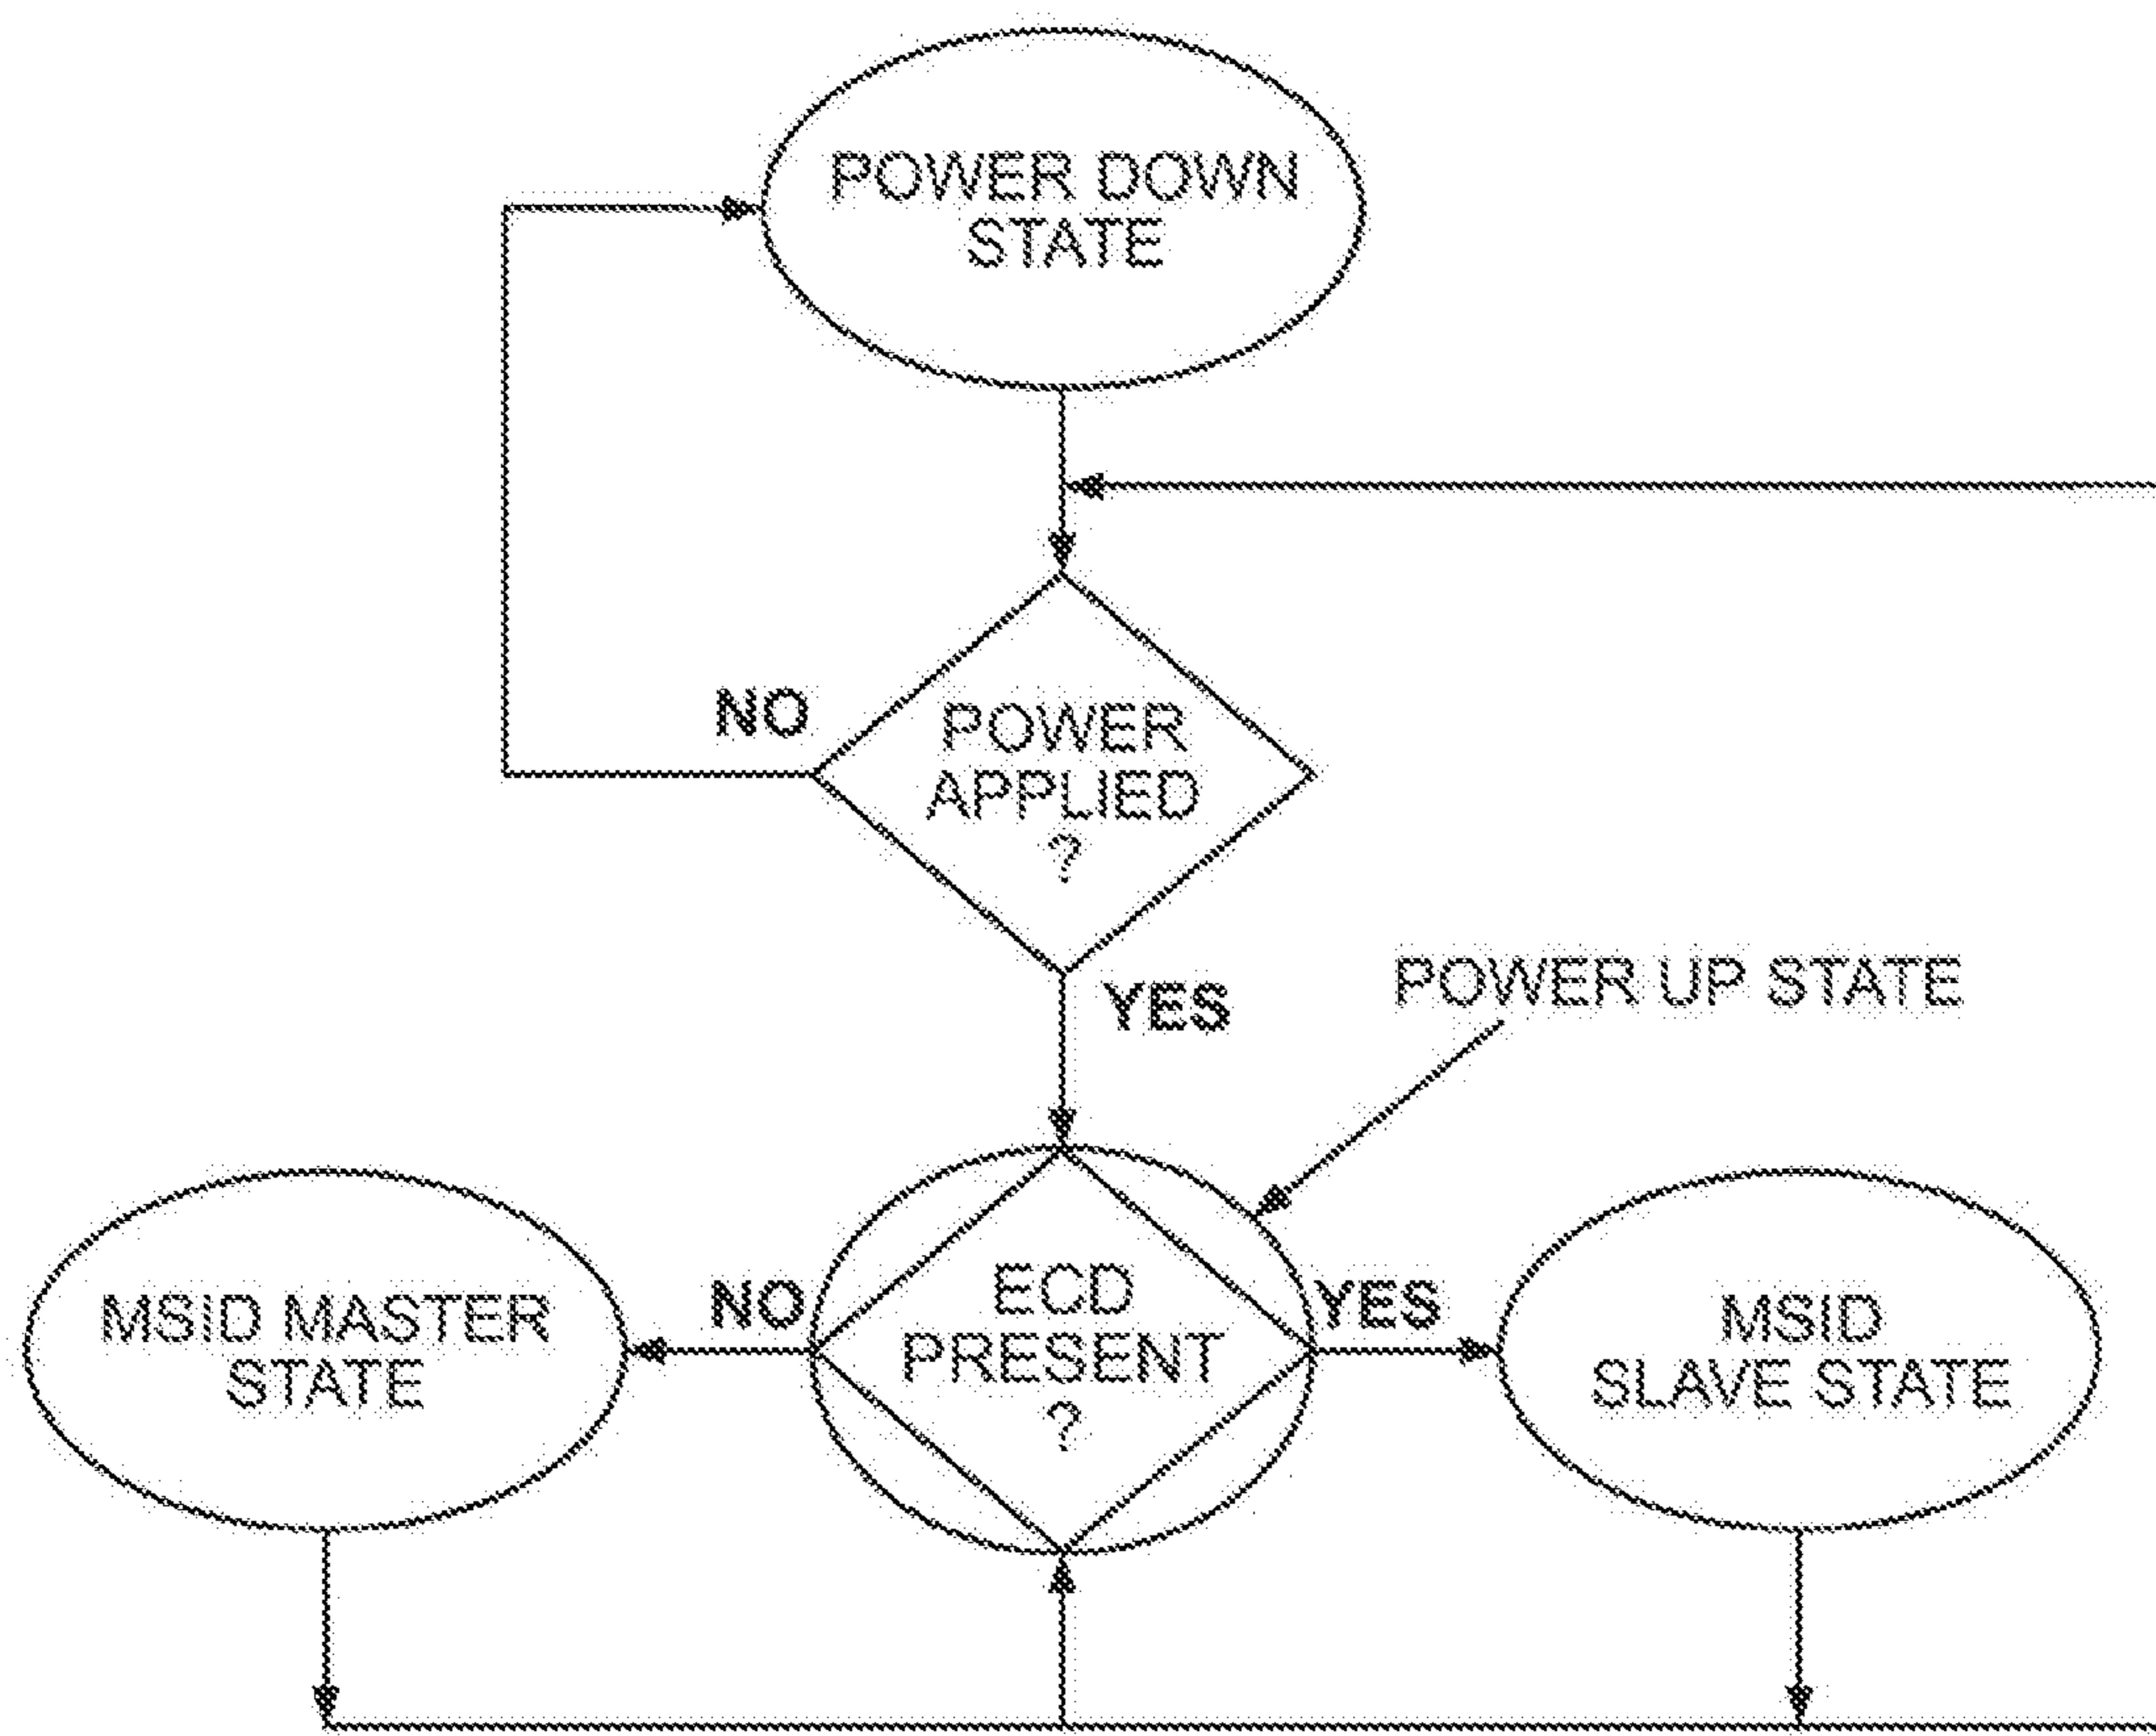 POWER DOWN
STATE
NO
POWER
APPLIED
?
YES
POWER UP STATE
MSID MASTER
STATE
NO
ECD
PRESENT
?
YES
MSID
SLAVE STATE